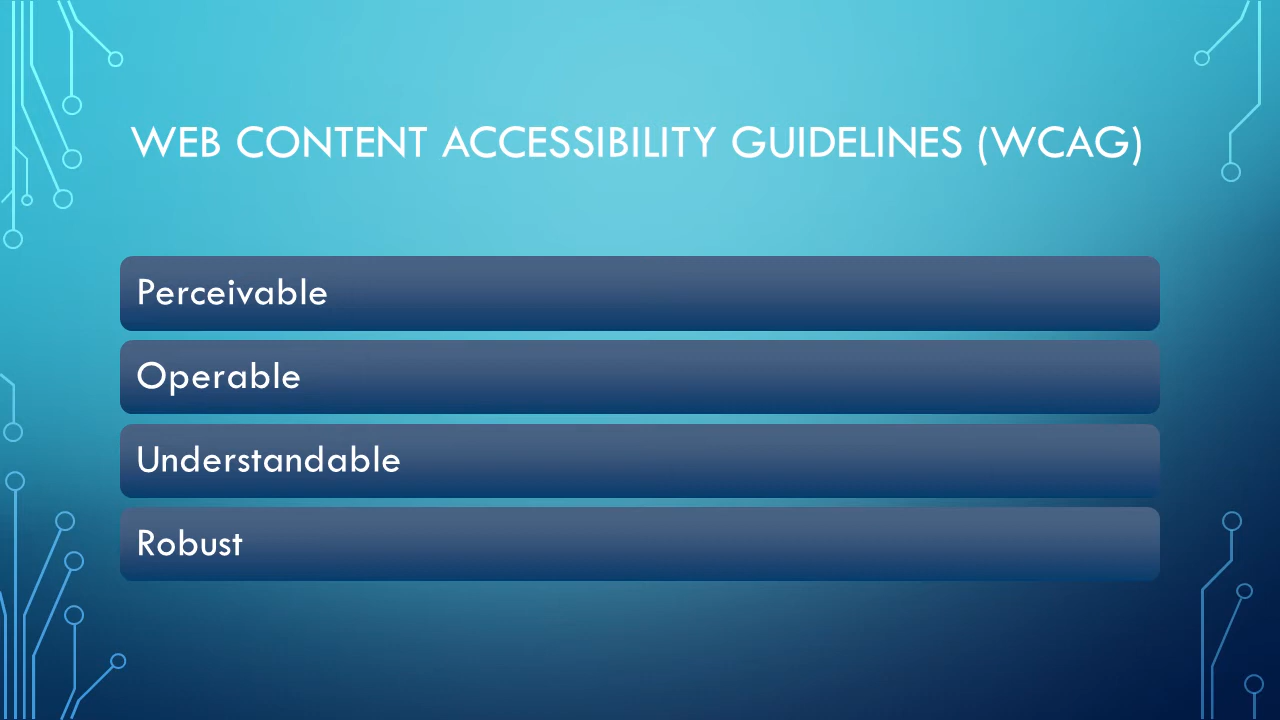 WEB CONTENT ACCESSIBILITY GUIDELINES (WCAG)
Perceivable
Operable
Understandable
Robust